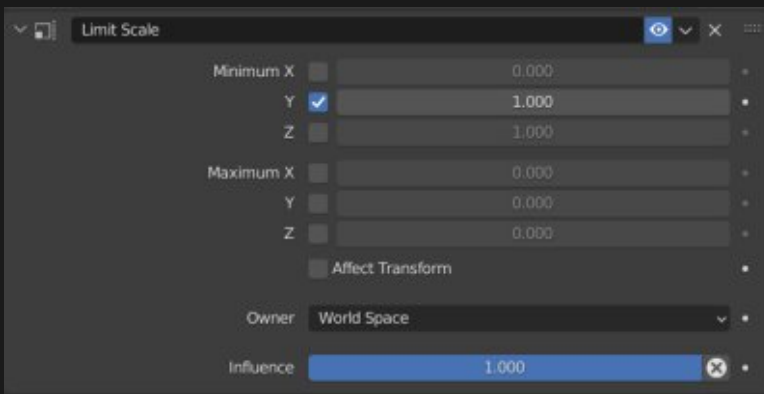 Limit Scale
Minimum X 0.000
Y 1.000
Z 1.000
Maximum X 0.000
Y 0.000
Z 0.000
Affect Transform
Owner World Space
Influence 1.000